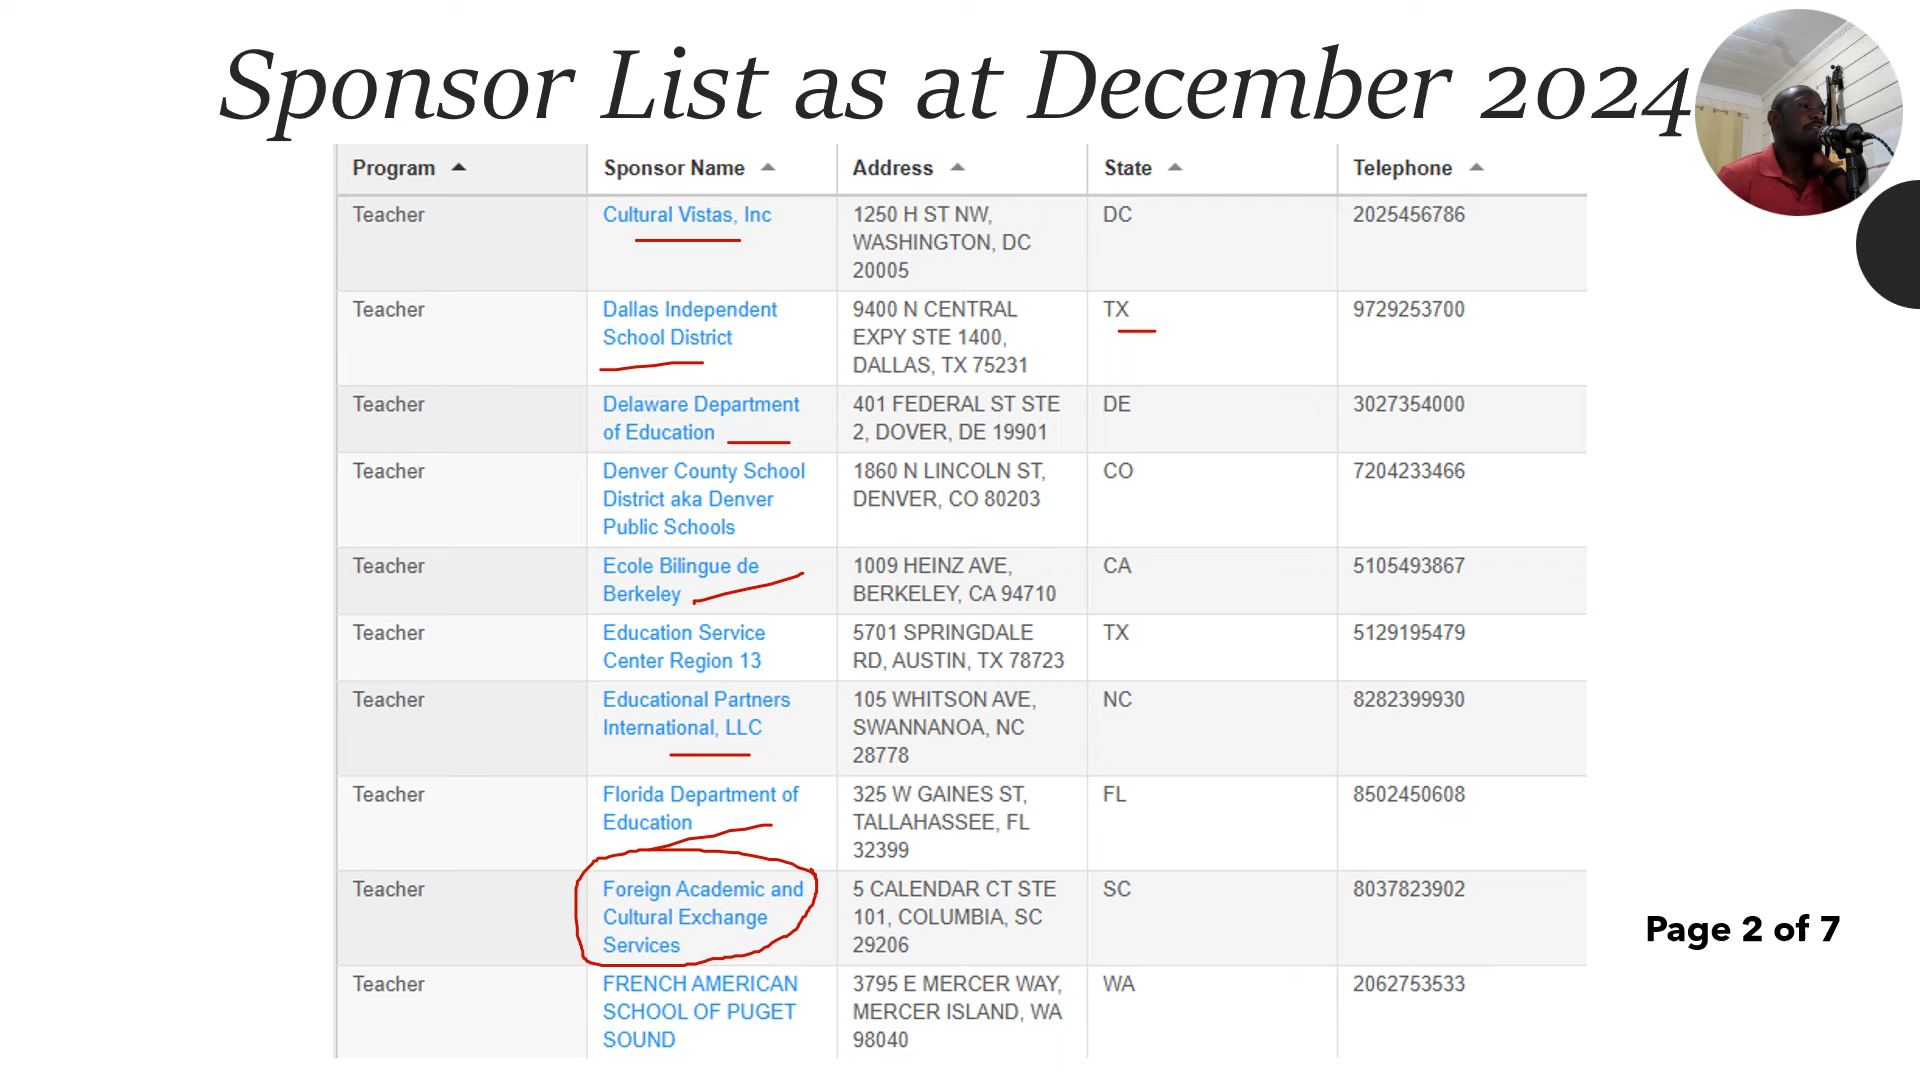 Sponsor List as at December 2024
Program Sponsor Name Address State Telephone
Teacher Cultural Vistas, Inc 1250 H ST NW, DC 2025456786
WASHINGTON, DC
20005
Teacher Dallas Independent 9400 N CENTRAL TX 9729253700
School District EXPY STE 1400,
DALLAS, TX 75231
Teacher Delaware Department 401 FEDERAL ST STE DE 3027354000
of Education 2, DOVER, DE 19901
Teacher Denver County School 1860 N LINCOLN ST, CO 7204233466
District aka Denver DENVER, CO 80203
Public Schools
Teacher Ecole Bilingue de 1009 HEINZ AVE, CA 5105493867
Berkeley BERKELEY, CA 94710
Teacher Education Service 5701 SPRINGDALE TX 5129195479
Center Region 13 RD, AUSTIN, TX 78723
Teacher Educational Partners 105 WHITSON AVE, NC 8282399930
International, LLC SWANNANOA, NC
28778
Teacher Florida Department of 325 W GAINES ST, FL 8502450608
Education TALLAHASSEE, FL
32399
Teacher Foreign Academic and 5 CALENDAR CT STE SC 8037823902
Cultural Exchange 101, COLUMBIA, SC
Services 29206
Teacher FRENCH AMERICAN 3795 E MERCER WAY, WA 2062753533
SCHOOL OF PUGET MERCER ISLAND, WA
SOUND 98040
Page 2 of 7